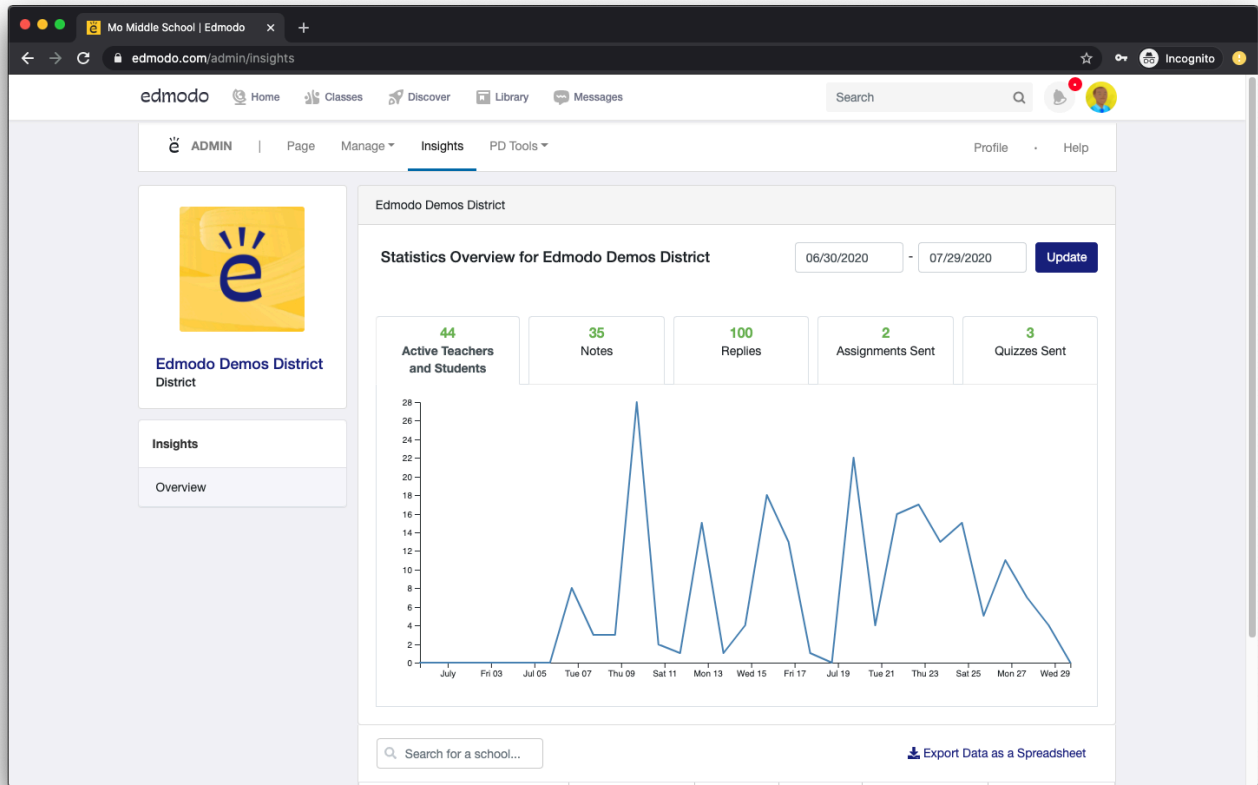 Mo Middle School | Edmodo
edmodo.com/admin/insights
Incognito
edmodo
Home
Classes
Discover
Library
Messages
Search
ë ADMIN | Page Manage Insights PD Tools
Profile · Help
ë
Edmodo Demos District
District
Insights
Overview
Edmodo Demos District
Statistics Overview for Edmodo Demos District
06/30/2020 - 07/29/2020
Update
44
Active Teachers
and Students
35
Notes
100
Replies
2
Assignments Sent
3
Quizzes Sent
28
26
24
22
20
18
16
14
12
10
8
6
4
2
0
July Fri 03 Jul 05 Tue 07 Thu 09 Sat 11 Mon 13 Wed 15 Fri 17 Jul 19 Tue 21 Thu 23 Sat 25 Mon 27 Wed 29
Search for a school...
Export Data as a Spreadsheet